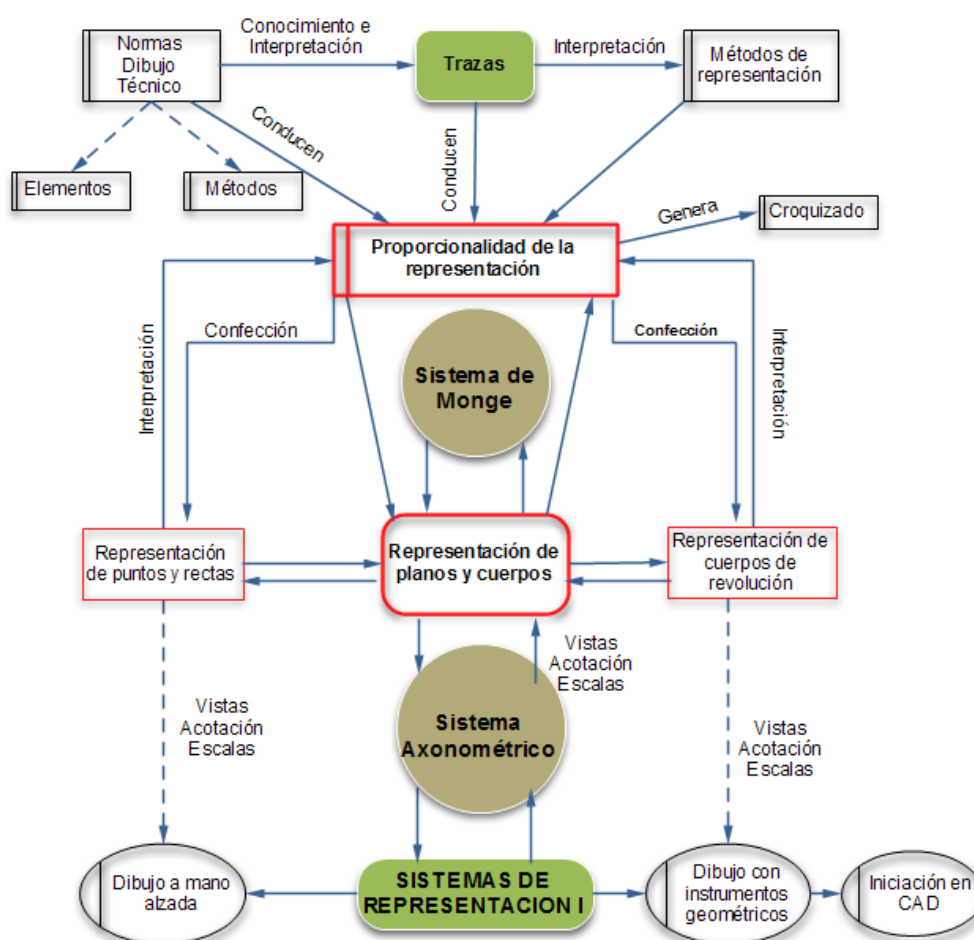 Normas
Dibujo
Técnico
Conocimiento e
Interpretación
Trazas
Interpretación
Métodos de
representación
Conducen
Conducen
Elementos
Métodos
Genera
Croquizado
Proporcionalidad de la
representación
Interpretación
Confección
Sistema de
Monge
Confección
Interpretación
Representación
de puntos y rectas
Representación de
planos y cuerpos
Representación de
cuerpos de
revolución
Vistas
Acotación
Escalas
Vistas
Acotación
Escalas
Sistema
Axonométrico
Vistas
Acotación
Escalas
Dibujo a mano
alzada
SISTEMAS DE
REPRESENTACION I
Dibujo con
instrumentos
geométricos
Iniciación en
CAD